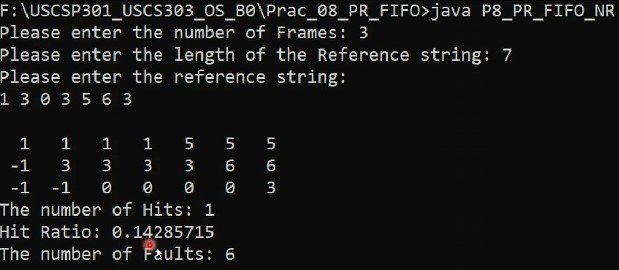 F:\USCSP301_USCS303_OS_B0\Prac_08_PR_FIFO>java P8_PR_FIFO_NR
Please enter the number of Frames: 3
Please enter the length of the Reference string: 7
Please enter the reference string:
1 3 0 3 5 6 3
1 1 1 1 5 5 5
-1 3 3 3 3 6 6
-1 -1 0 0 0 0 3
The number of Hits: 1
Hit Ratio: 0.14285715
The number of Faults: 6